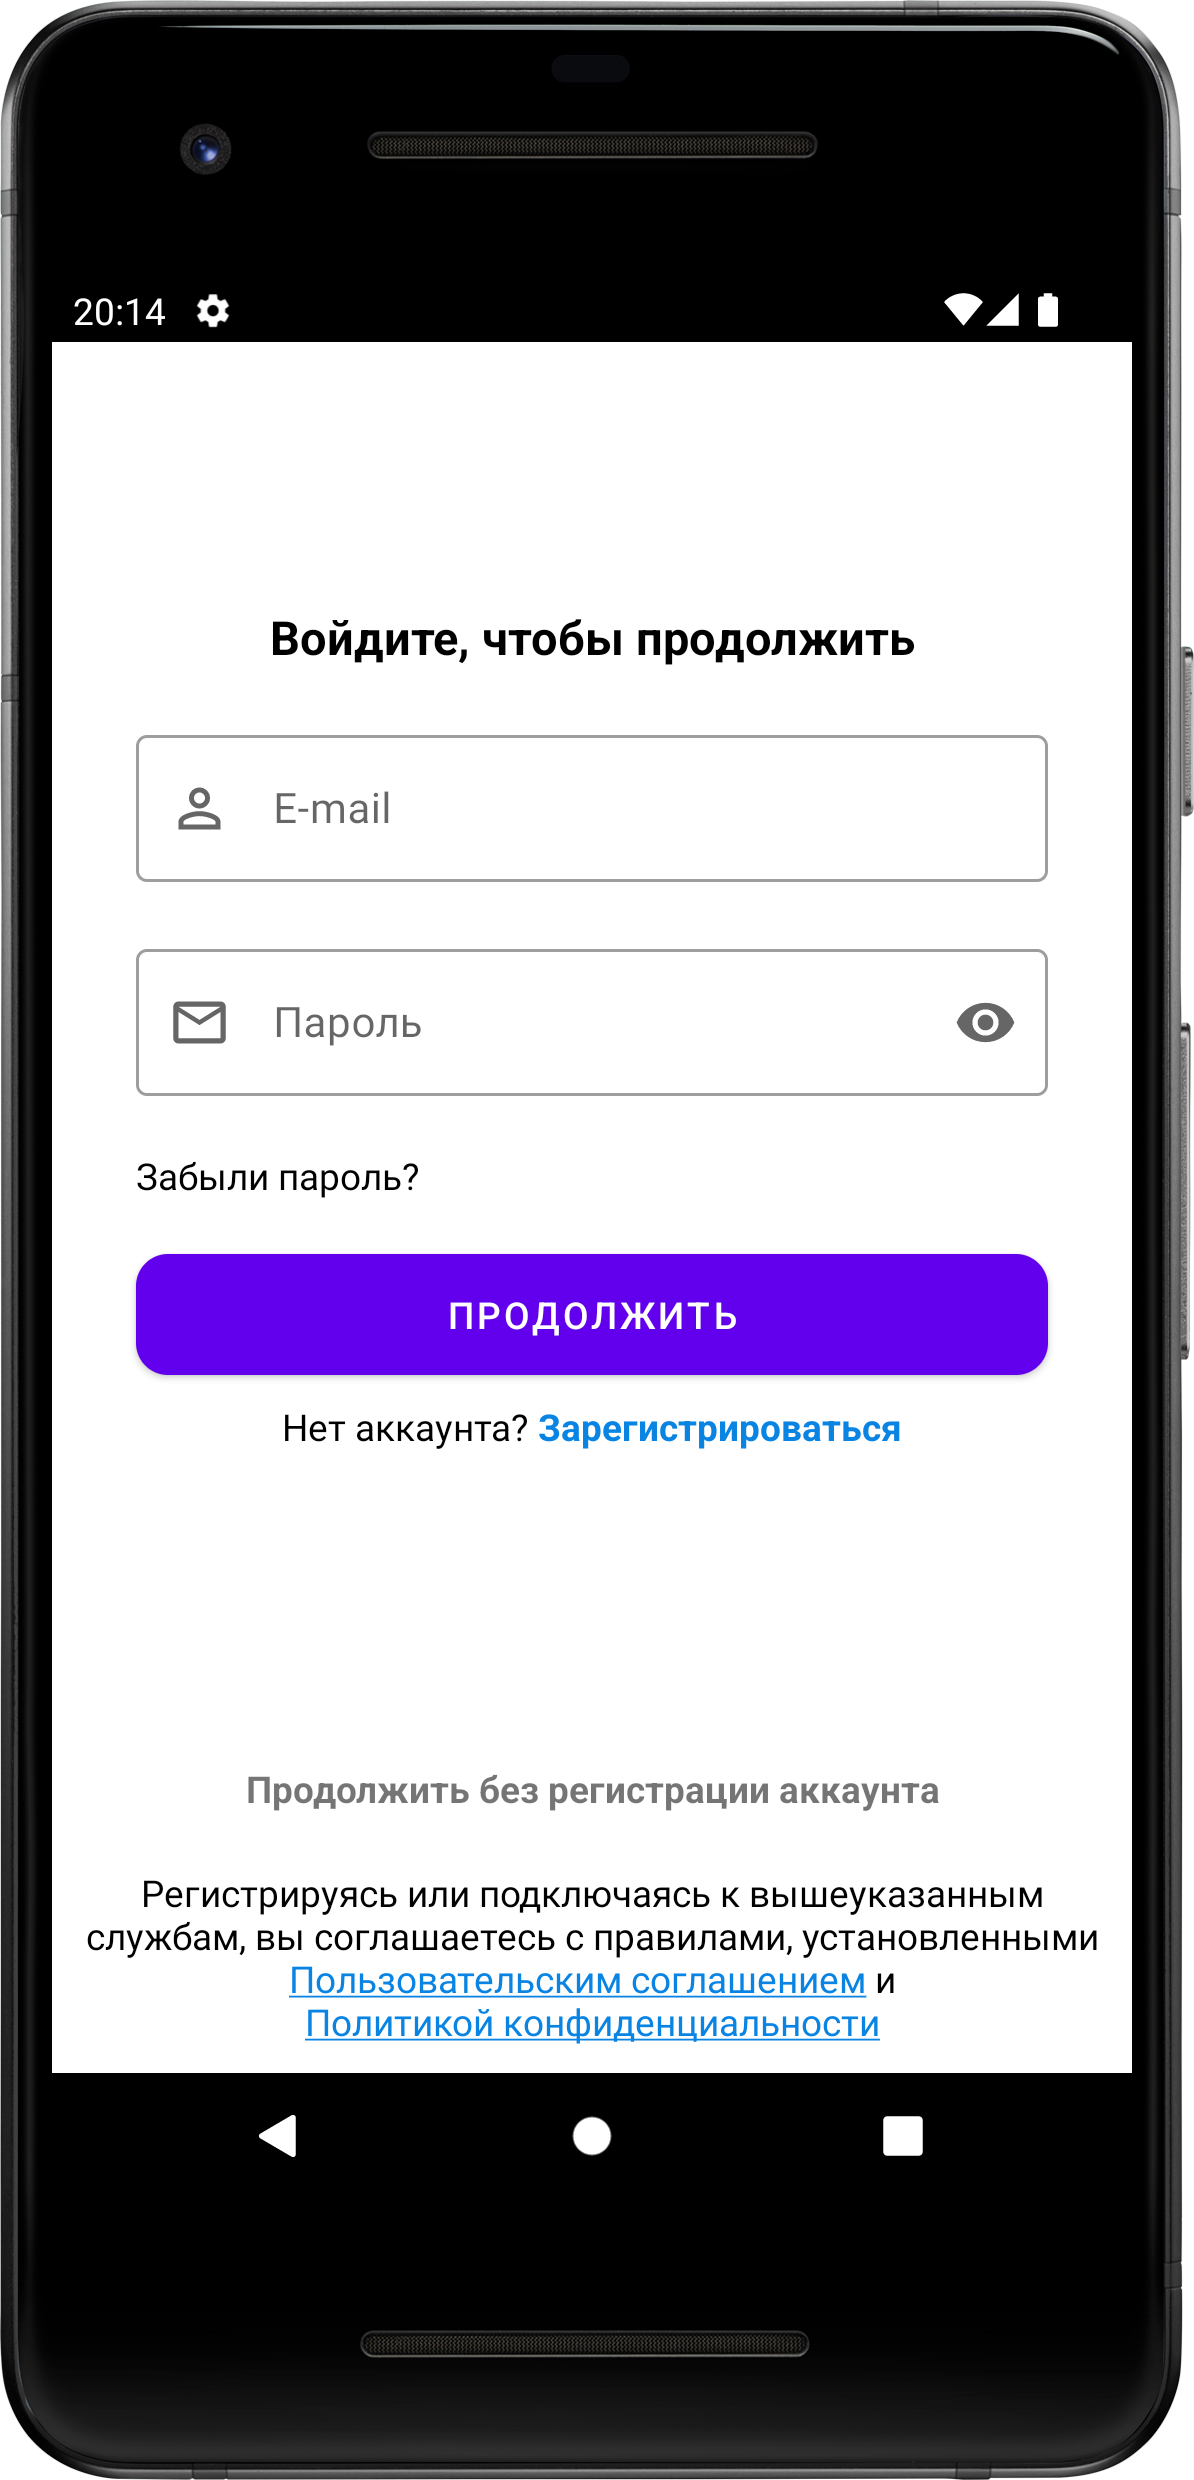 20:14
Войдите, чтобы продолжить
E-mail
Пароль
Забыли пароль?
ПРОДОЛЖИТЬ
Нет аккаунта? Зарегистрироваться
Продолжить без регистрации аккаунта
Регистрируясь или подключаясь к вышеуказанным
службам, вы соглашаетесь с правилами, установленными
Пользовательским соглашением и
Политикой конфиденциальности